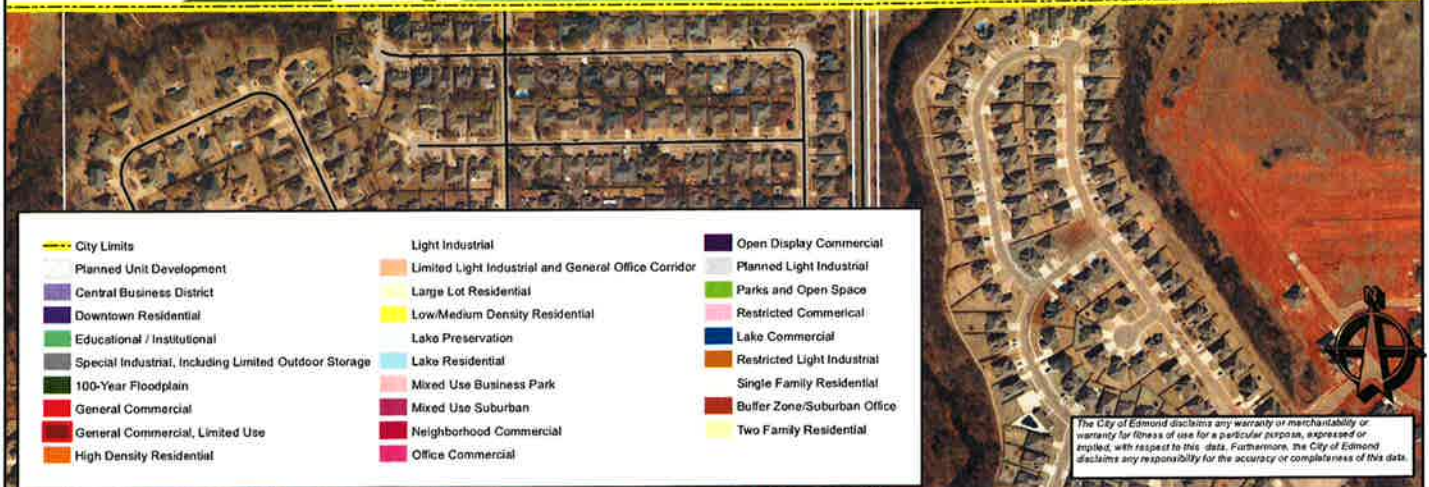 City Limits
Planned Unit Development
Central Business District
Downtown Residential
Educational / Institutional
Special Industrial, Including Limited Outdoor Storage
100-Year Floodplain
General Commercial
General Commercial, Limited Use
High Density Residential
Light Industrial
Limited Light Industrial and General Office Corridor
Large Lot Residential
Low/Medium Density Residential
Lake Preservation
Lake Residential
Mixed Use Business Park
Mixed Use Suburban
Neighborhood Commercial
Office Commercial
Open Display Commercial
Planned Light Industrial
Parks and Open Space
Restricted Commerical
Lake Commercial
Restricted Light Industrial
Single Family Residential
Buffer Zone/Suburban Office
Two Family Residential
N
The City of Edmond disclaims any warranty or merchantability or
warranty for fitness of use for a particular purpose, expressed or
implied, with respect to this data. Furthermore, the City of Edmond
disclaims any responsibility for the accuracy or completeness of this data.